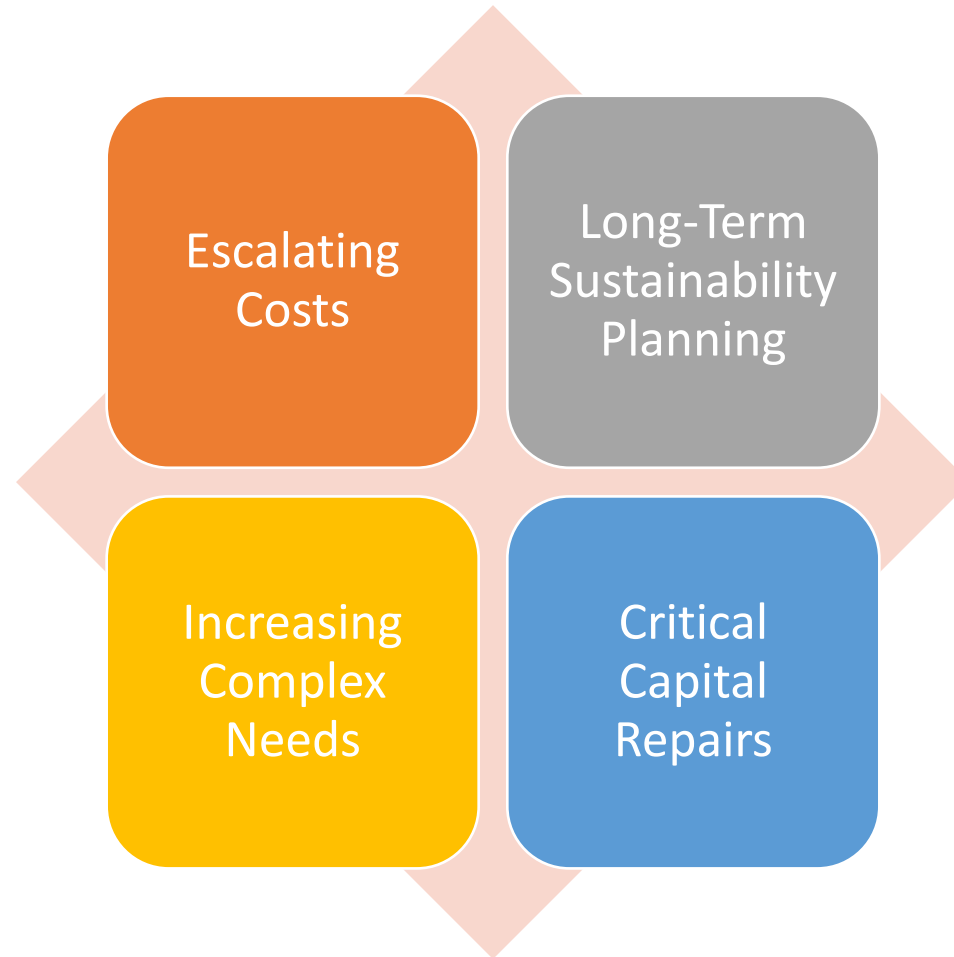 Escalating
Costs
Long-Term
Sustainability
Planning
Increasing
Complex
Needs
Critical
Capital
Repairs